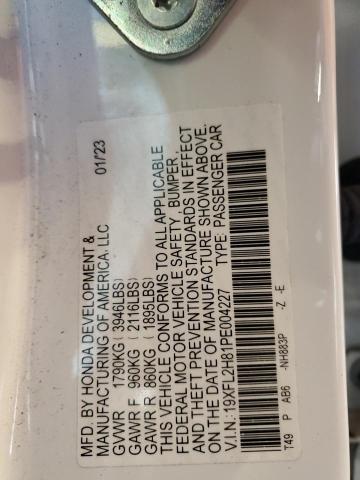 MFD. BY HONDA DEVELOPMENT &
MANUFACTURING OF AMERICA, LLC 01/23
GVWR 1790KG (3946LBS)
GAWR F 960KG (2116LBS)
GAWR R 860KG (1895LBS)
THIS VEHICLE CONFORMS TO ALL APPLICABLE
FEDERAL MOTOR VEHICLE SAFETY, BUMPER,
AND THEFT PREVENTION STANDARDS IN EFFECT
ON THE DATE OF MANUFACTURE SHOWN ABOVE.
V.I.N.: 19XFL2H81PE004227 TYPE: PASSENGER CAR
T49 P AB6 -NH883P -Z -E